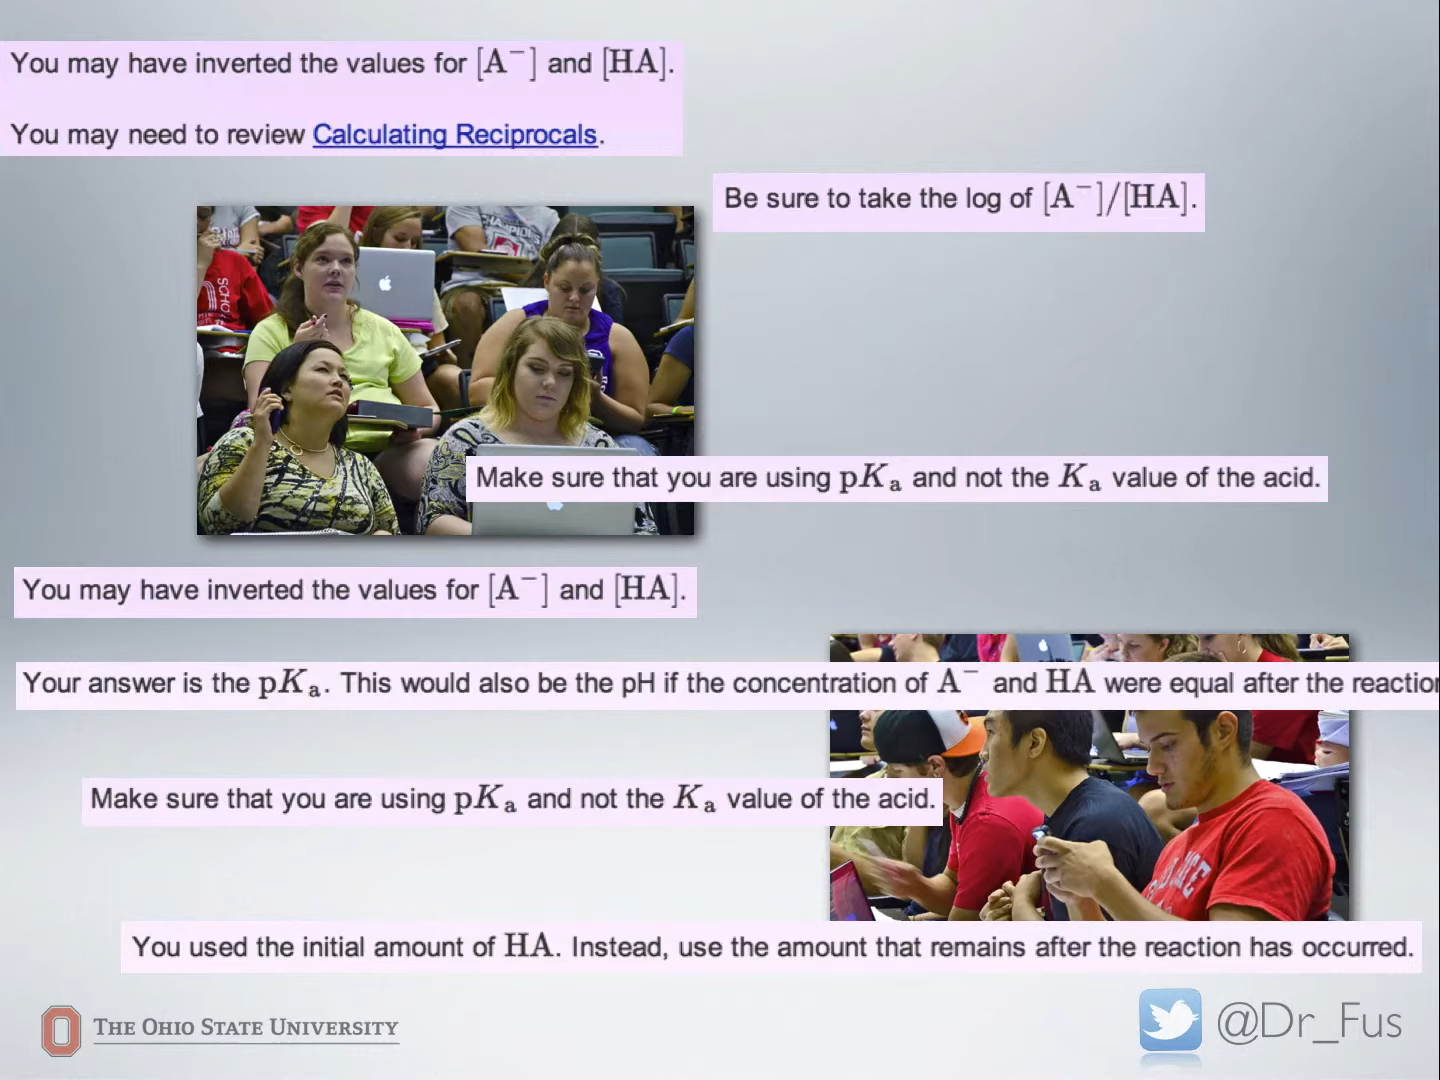 You may have inverted the values for [A⁻] and [HA].
You may need to review Calculating Reciprocals.
Be sure to take the log of [A⁻]/[HA].
CHAMPIONS
SCHO
Make sure that you are using pKₐ and not the Kₐ value of the acid.
You may have inverted the values for [A⁻] and [HA].
Your answer is the pKₐ. This would also be the pH if the concentration of A⁻ and HA were equal after the reaction
Make sure that you are using pKₐ and not the Kₐ value of the acid.
You used the initial amount of HA. Instead, use the amount that remains after the reaction has occurred.
THE OHIO STATE UNIVERSITY
@Dr_Fus